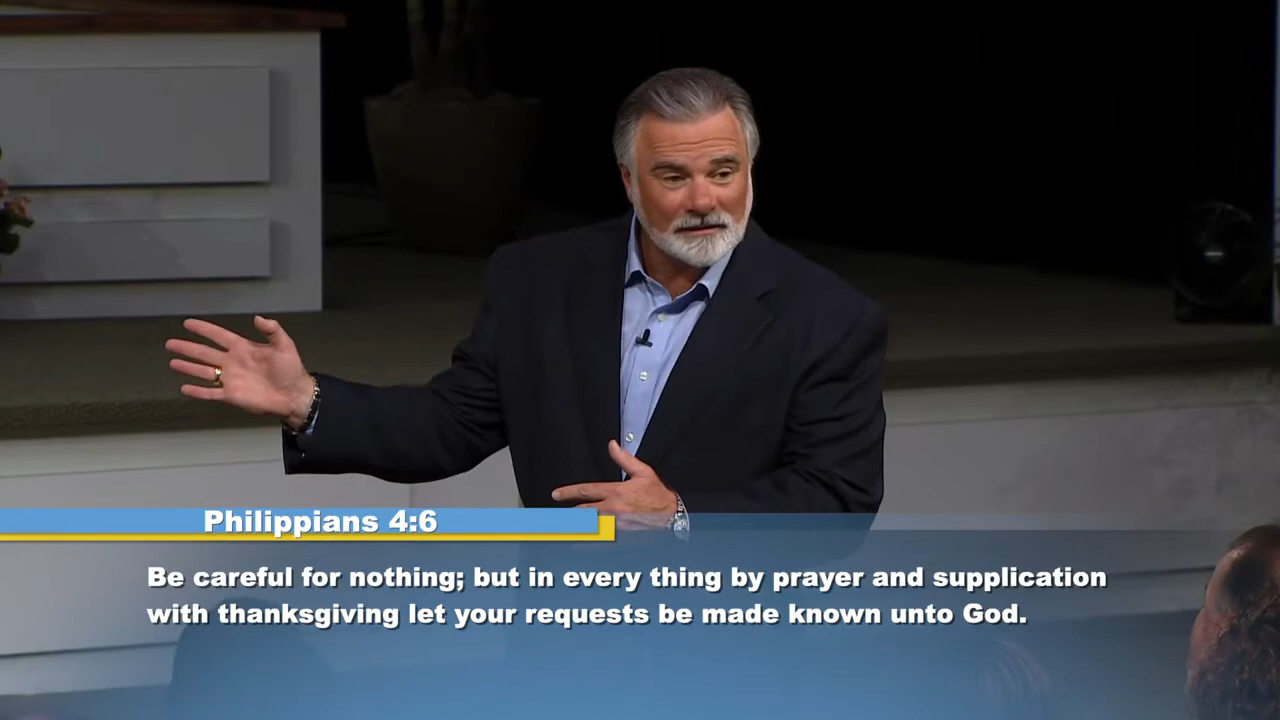 Philippians 4:6
Be careful for nothing; but in every thing by prayer and supplication
with thanksgiving let your requests be made known unto God.